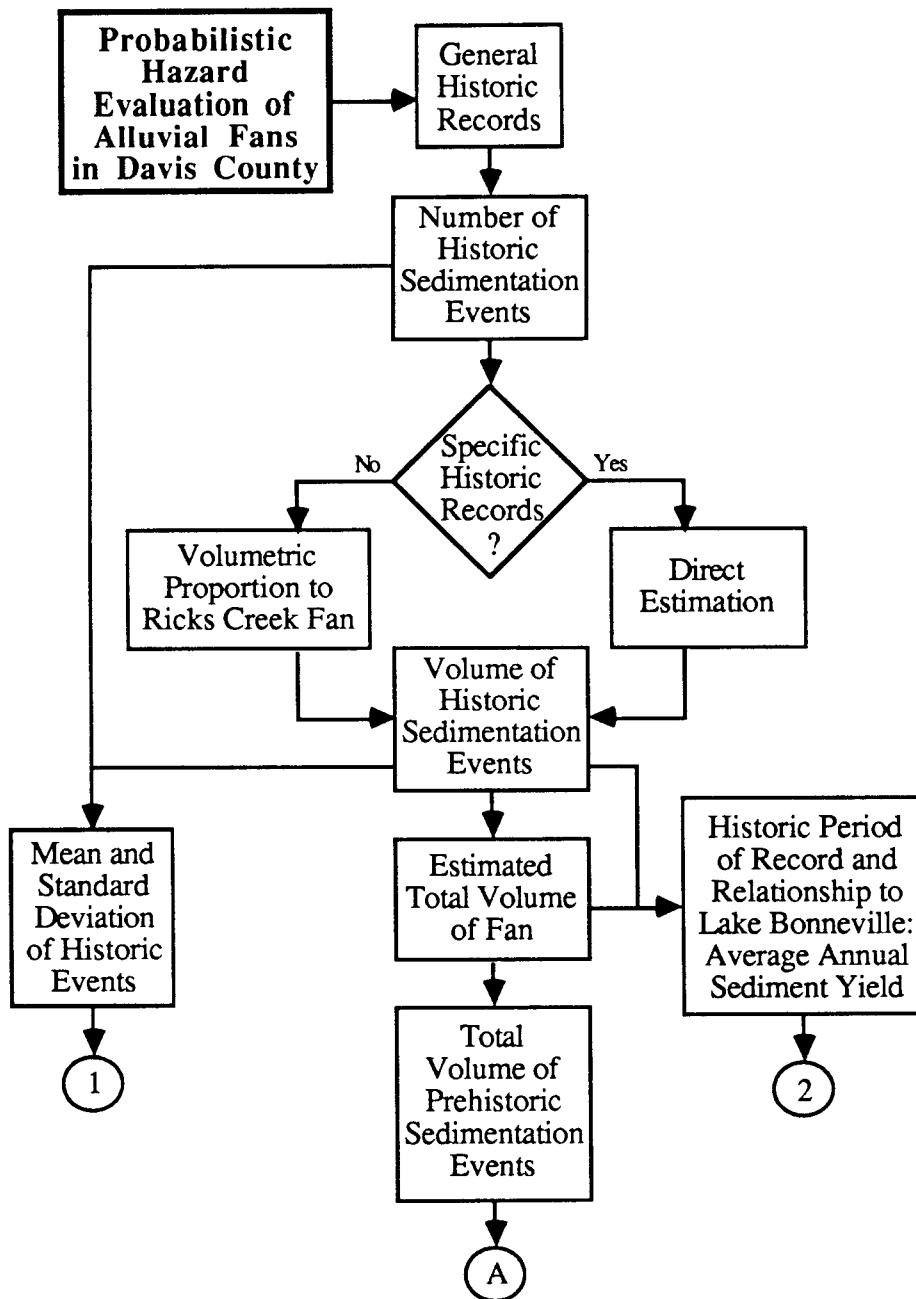 Probabilistic
Hazard
Evaluation of
Alluvial Fans
in Davis County
General
Historic
Records
Number of
Historic
Sedimentation
Events
Specific
Historic
Records
?
No
Yes
Volumetric
Proportion to
Ricks Creek Fan
Direct
Estimation
Volume of
Historic
Sedimentation
Events
Mean and
Standard
Deviation
of Historic
Events
Estimated
Total Volume
of Fan
Historic Period
of Record and
Relationship to
Lake Bonneville:
Average Annual
Sediment Yield
Total
Volume of
Prehistoric
Sedimentation
Events
1
2
A